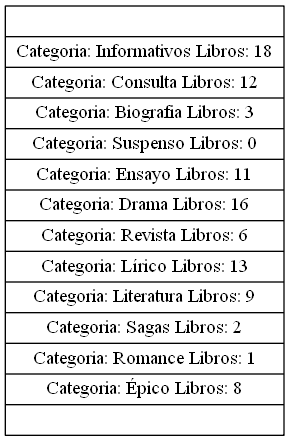 Categoria: Informativos Libros: 18
Categoria: Consulta Libros: 12
Categoria: Biografia Libros: 3
Categoria: Suspenso Libros: 0
Categoria: Ensayo Libros: 11
Categoria: Drama Libros: 16
Categoria: Revista Libros: 6
Categoria: Lírico Libros: 13
Categoria: Literatura Libros: 9
Categoria: Sagas Libros: 2
Categoria: Romance Libros: 1
Categoria: Épico Libros: 8